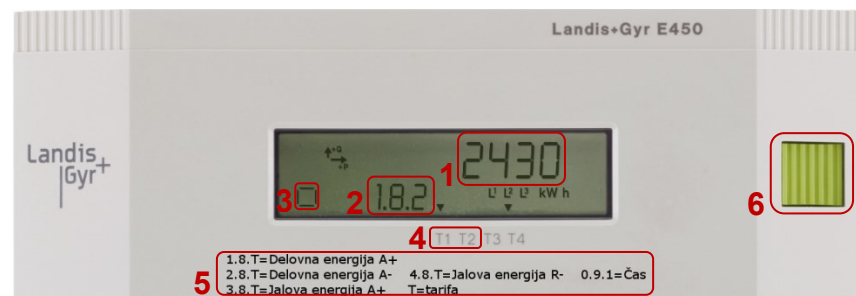 Landis+Gyr E450
Landis+
Gyr
+Q
+P
1 2430
3 2 1.8.2 L1 L2 L3 kWh
6
4 T1 T2 T3 T4
1.8.T=Delovna energija A+
2.8.T=Delovna energija A- 4.8.T=Jalova energija R- 0.9.1=Čas
5 3.8.T=Jalova energija A+ T=tarifa